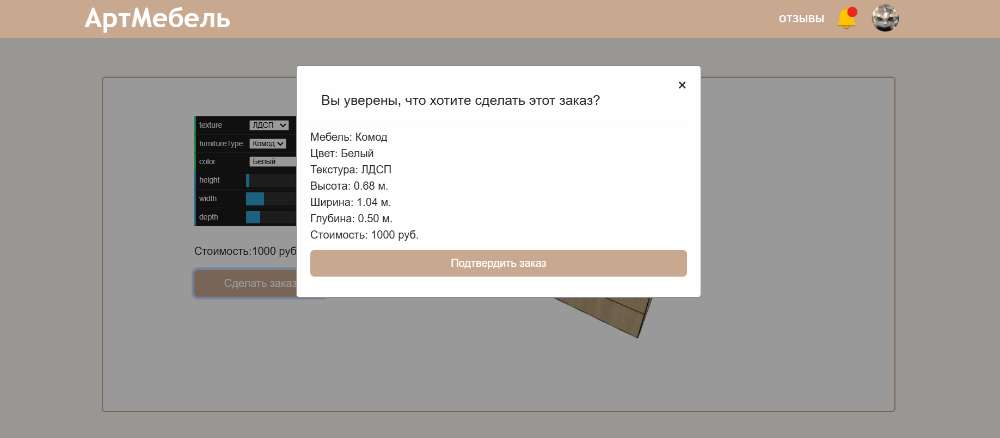 АртМебель
ОТЗЫВЫ
×
Вы уверены, что хотите сделать этот заказ?
Мебель: Комод
Цвет: Белый
Текстура: ЛДСП
Высота: 0.68 м.
Ширина: 1.04 м.
Глубина: 0.50 м.
Стоимость: 1000 руб.
Подтвердить заказ
texture ЛДСП
furnitureType Комод
color Белый
height
width
depth
Стоимость:1000 руб
Сделать заказ